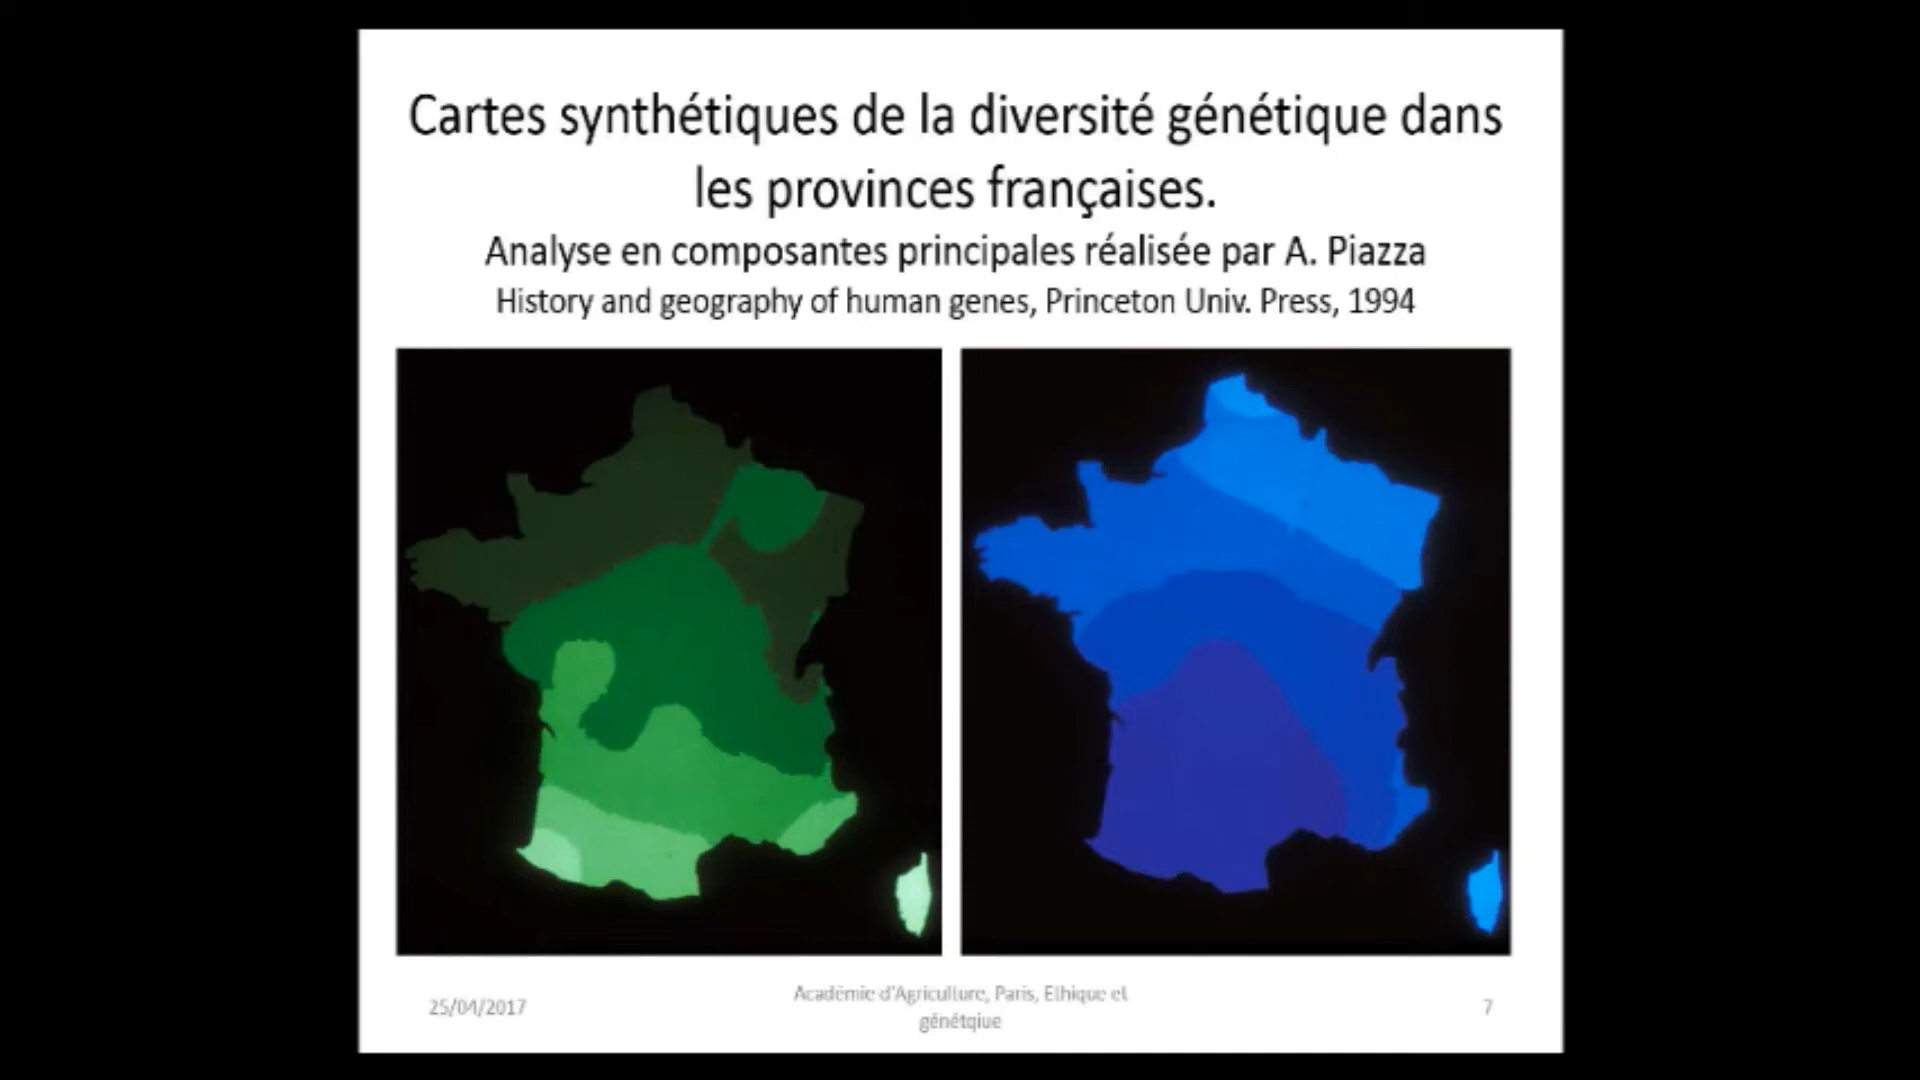 Cartes synthétiques de la diversité génétique dans
les provinces françaises.
Analyse en composantes principales réalisée par A. Piazza
History and geography of human genes, Princeton Univ. Press, 1994
25/04/2017
Académie d'Agriculture, Paris, Ethique et
génétqiue
7